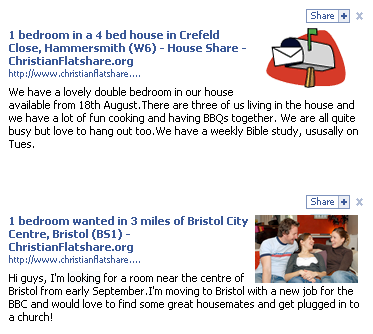 Share + x
1 bedroom in a 4 bed house in Crefeld
Close, Hammersmith (W6) - House Share -
ChristianFlatshare.org
http://www.christianflatshare....
We have a lovely double bedroom in our house
available from 18th August.There are three of us living in the house and
we have a lot of fun cooking and having BBQs together. We are all quite
busy but love to hang out too.We have a weekly Bible study, ususally on
Tues.
Share + x
1 bedroom wanted in 3 miles of Bristol City
Centre, Bristol (BS1) -
ChristianFlatshare.org
http://www.christianflatshare....
Hi guys, I'm looking for a room near the centre of
Bristol from early September.I'm moving to Bristol with a new job for the
BBC and would love to find some great housemates and get plugged in to
a church!